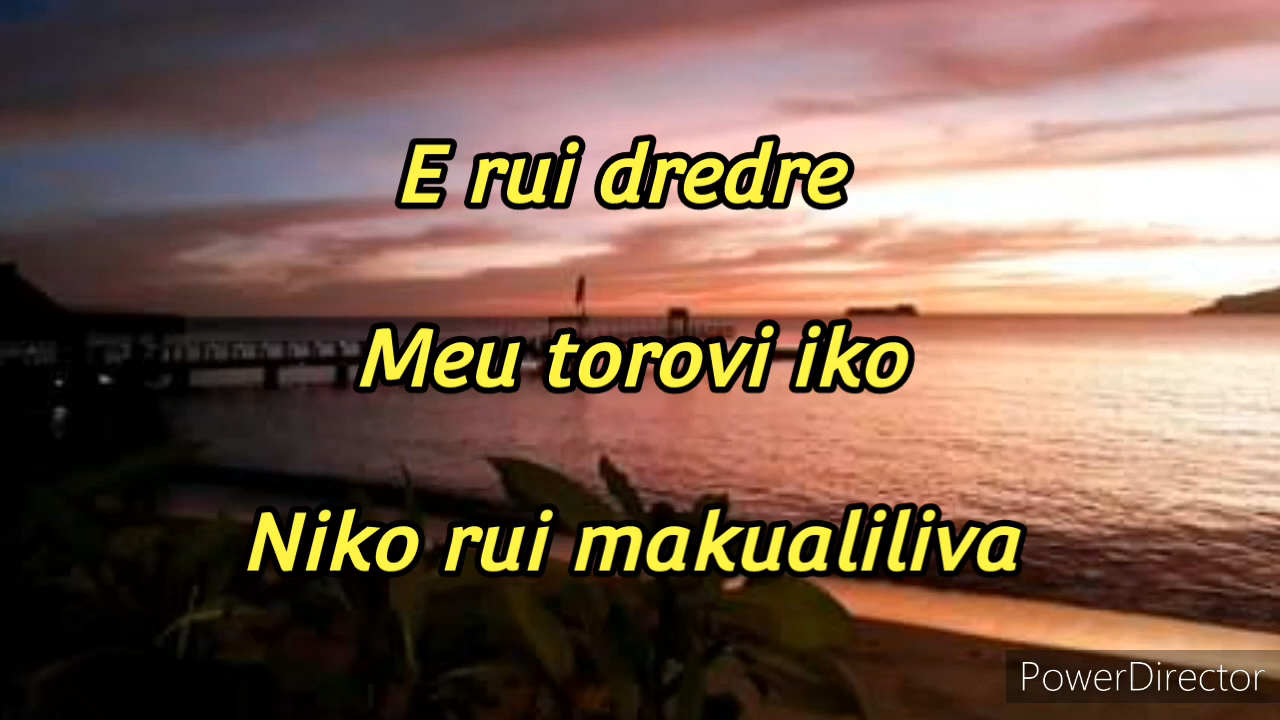 E rui dredre
Meu torovi iko
Niko rui makualiliva
PowerDirector